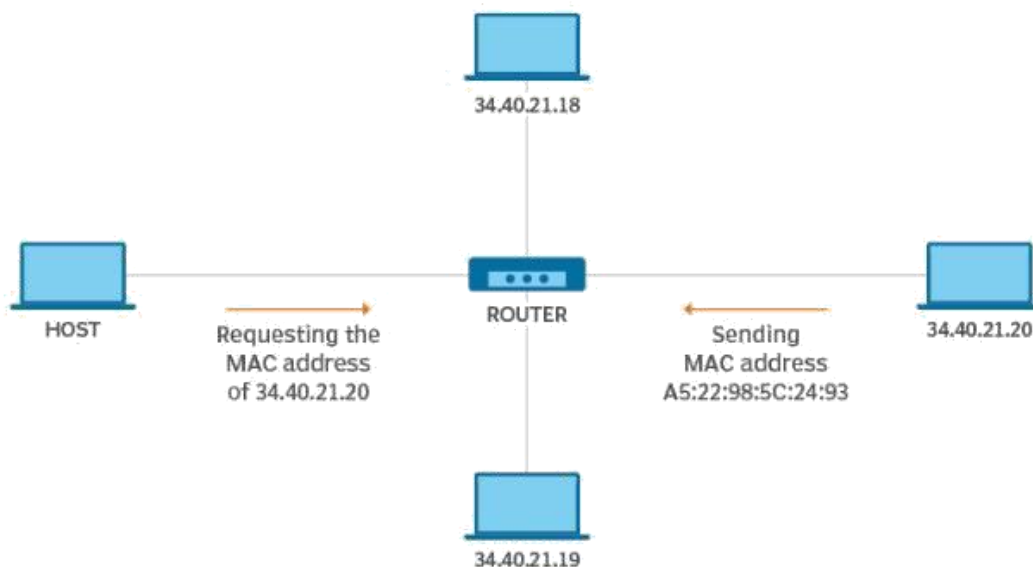 34.40.21.18
HOST
Requesting the
MAC address
of 34.40.21.20
ROUTER
Sending
MAC address
A5:22:98:5C:24:93
34.40.21.20
34.40.21.19